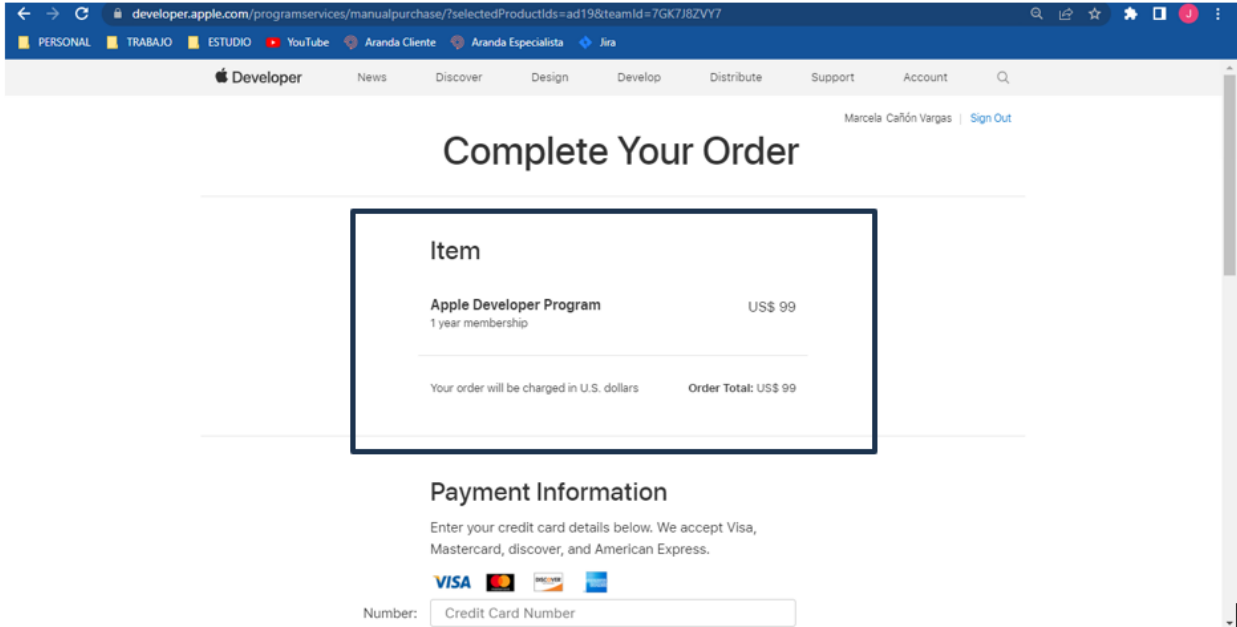 developer.apple.com/programservices/manualpurchase/?selectedProductIds=ad19&teamId=7GK7J8ZVY7
PERSONAL TRABAJO ESTUDIO YouTube Aranda Cliente Aranda Especialista Jira
J
Developer News Discover Design Develop Distribute Support Account
Marcela Cañón Vargas | Sign Out
Complete Your Order
Item
Apple Developer Program US$ 99
1 year membership
Your order will be charged in U.S. dollars Order Total: US$ 99
Payment Information
Enter your credit card details below. We accept Visa,
Mastercard, discover, and American Express.
VISA DISCOVER
Number: Credit Card Number